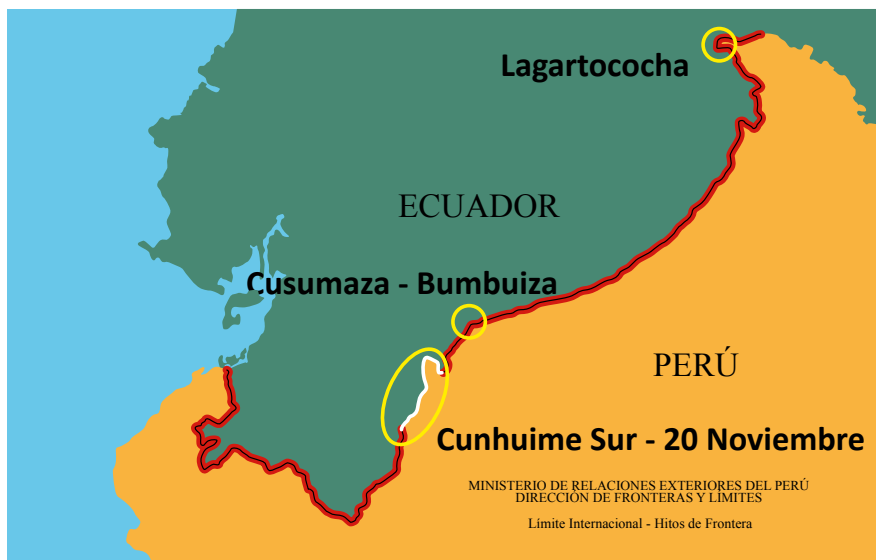 Lagartococha
ECUADOR
Cusumaza - Bumbuiza
PERÚ
Cunhuime Sur - 20 Noviembre
MINISTERIO DE RELACIONES EXTERIORES DEL PERÚ
DIRECCIÓN DE FRONTERAS Y LÍMITES
Límite Internacional - Hitos de Frontera